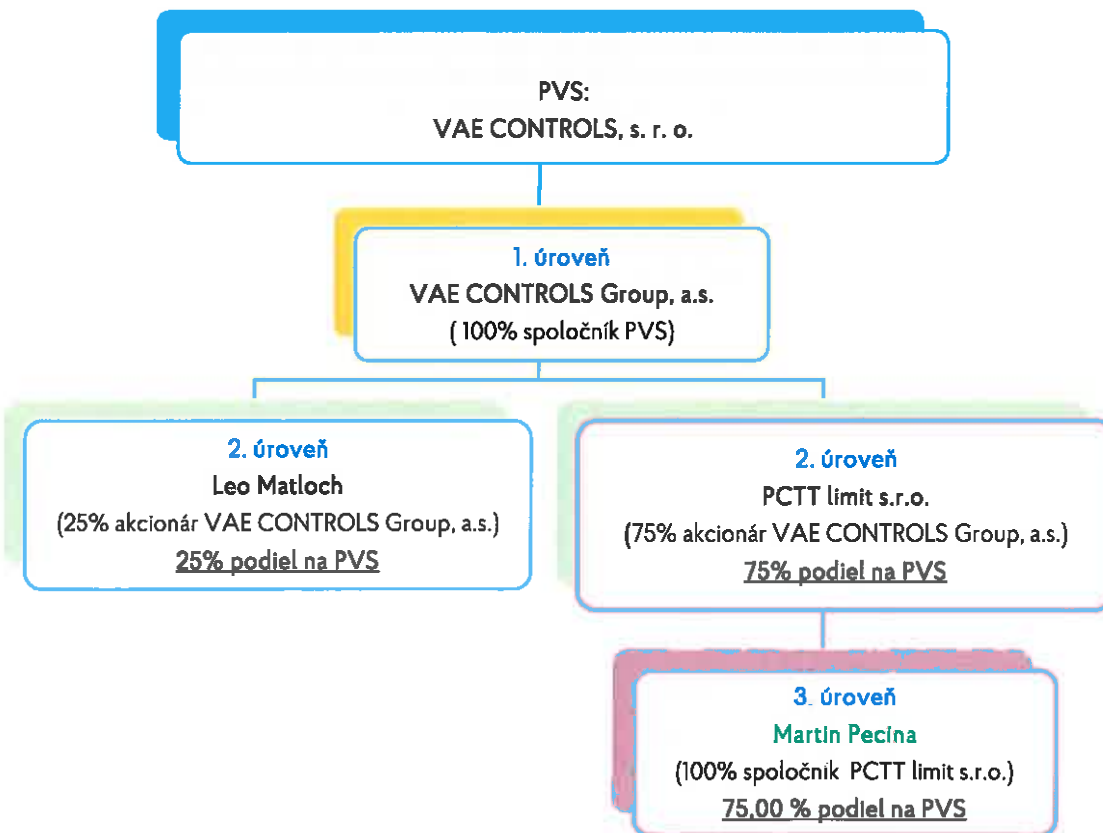 PVS:
VAE CONTROLS, s. r. o.
1. úroveň
VAE CONTROLS Group, a.s.
( 100% spoločník PVS)
2. úroveň
Leo Matloch
(25% akcionár VAE CONTROLS Group, a.s.)
25% podiel na PVS
2. úroveň
PCTT limit s.r.o.
(75% akcionár VAE CONTROLS Group, a.s.)
75% podiel na PVS
3. úroveň
Martin Pecina
(100% spoločník PCTT limit s.r.o.)
75,00 % podiel na PVS